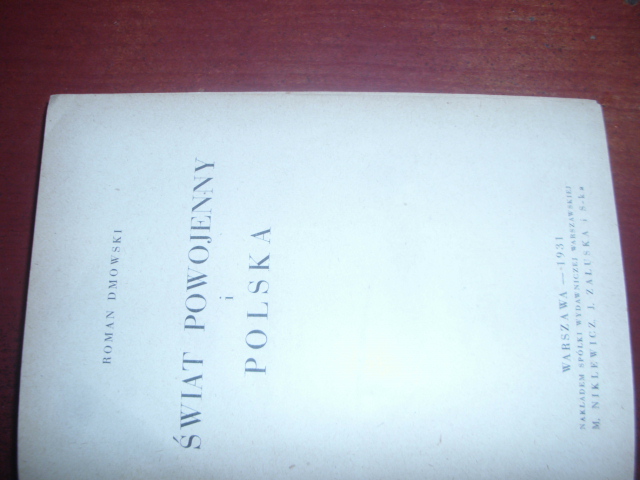 ROMAN DMOWSKI
ŚWIAT POWOJENNY
i
POLSKA
WARSZAWA — 1931
NAKŁADEM SPÓŁKI WYDAWNICZEJ WARSZAWSKIEJ
M. NIKLEWICZ, J. ZAŁUSKA i S-ka